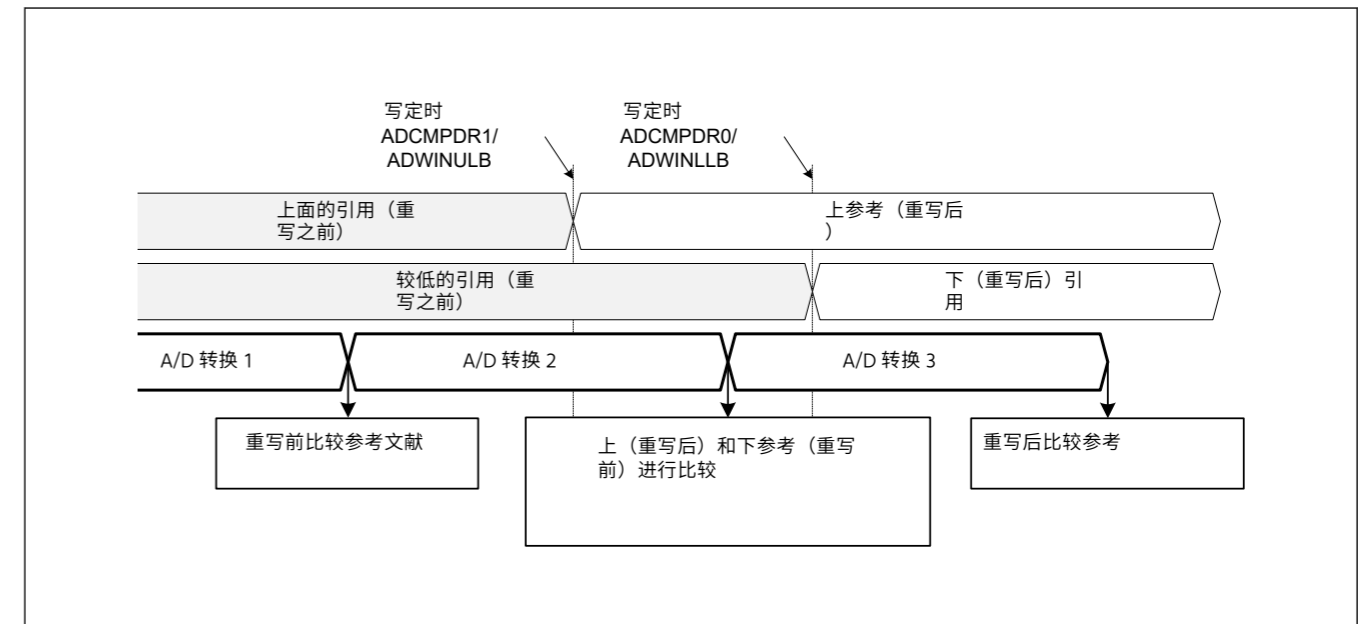 写定时
ADCMPDR1/
ADWINULB
写定时
ADCMPDR0/
ADWINLLB
上面的引用（重
写之前）
上参考（重写后
）
较低的引用（重
写之前）
下（重写后）引
用
A/D 转换 1
A/D 转换 2
A/D 转换 3
重写前比较参考文献
上（重写后）和下参考（重写
前）进行比较
重写后比较参考